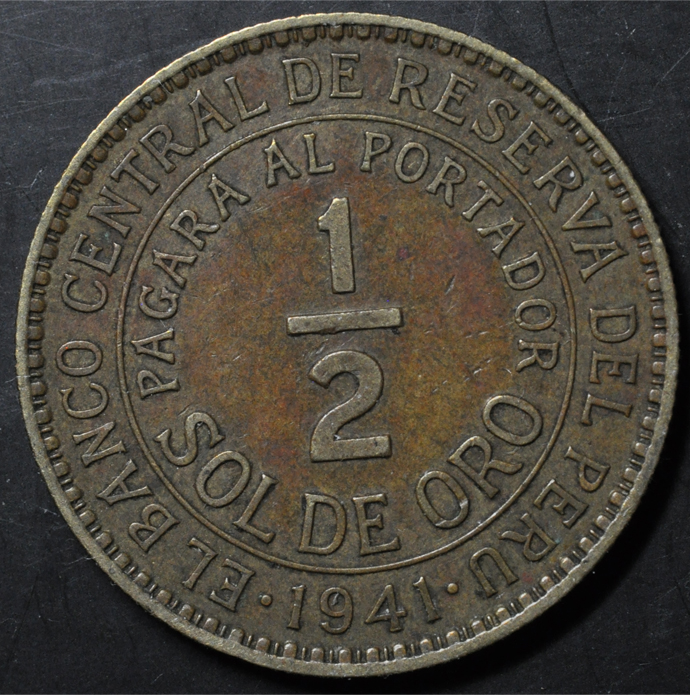 EL BANCO CENTRAL DE RESERVA DEL PERU
PAGARA AL PORTADOR
1
2
SOL DE ORO
· 1941 ·